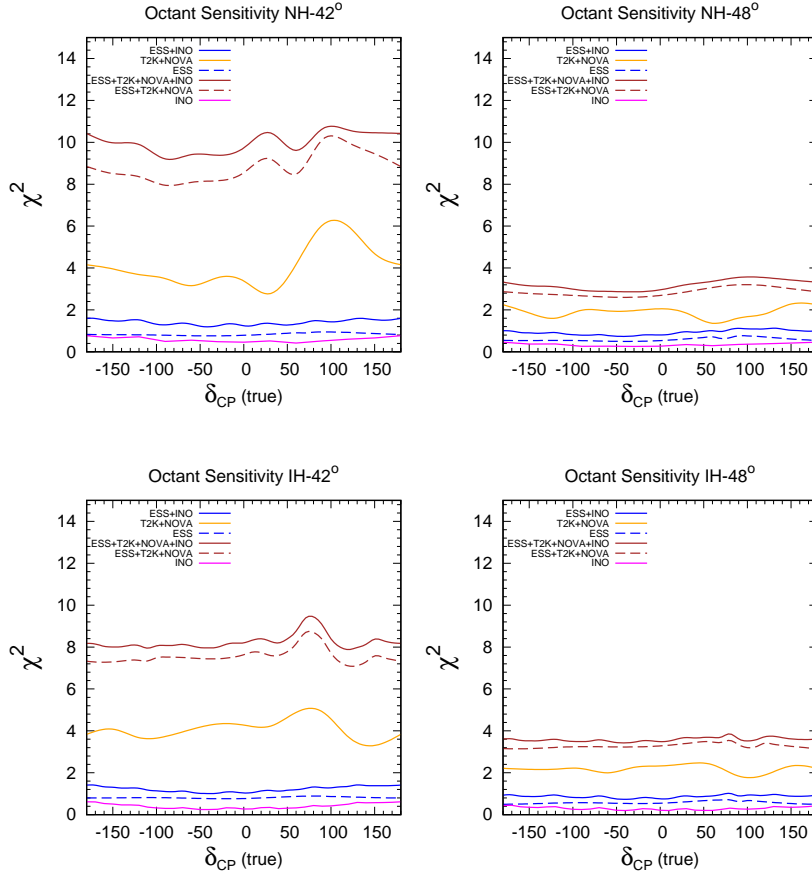 Octant Sensitivity NH-42°
ESS+INO
T2K+NOVA
ESS
ESS+T2K+NOVA+INO
ESS+T2K+NOVA
INO
14
12
10
8
6
4
2
0
χ²
-150 -100 -50 0 50 100 150
δCP (true)
Octant Sensitivity NH-48°
ESS+INO
T2K+NOVA
ESS
ESS+T2K+NOVA+INO
ESS+T2K+NOVA
INO
14
12
10
8
6
4
2
0
χ²
-150 -100 -50 0 50 100 150
δCP (true)
Octant Sensitivity IH-42°
ESS+INO
T2K+NOVA
ESS
ESS+T2K+NOVA+INO
ESS+T2K+NOVA
INO
14
12
10
8
6
4
2
0
χ²
-150 -100 -50 0 50 100 150
δCP (true)
Octant Sensitivity IH-48°
ESS+INO
T2K+NOVA
ESS
ESS+T2K+NOVA+INO
ESS+T2K+NOVA
INO
14
12
10
8
6
4
2
0
χ²
-150 -100 -50 0 50 100 150
δCP (true)